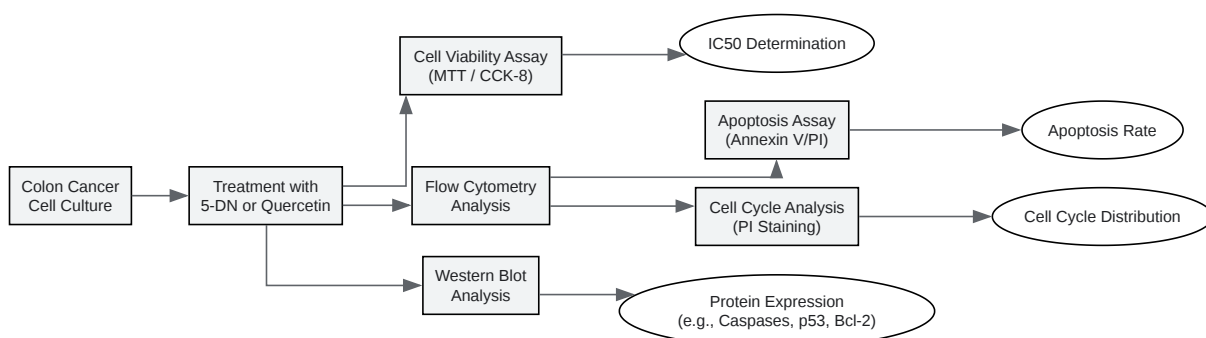 Colon Cancer
Cell Culture
Treatment with
5-DN or Quercetin
Cell Viability Assay
(MTT / CCK-8)
IC50 Determination
Flow Cytometry
Analysis
Apoptosis Assay
(Annexin V/PI)
Apoptosis Rate
Cell Cycle Analysis
(PI Staining)
Cell Cycle Distribution
Western Blot
Analysis
Protein Expression
(e.g., Caspases, p53, Bcl-2)